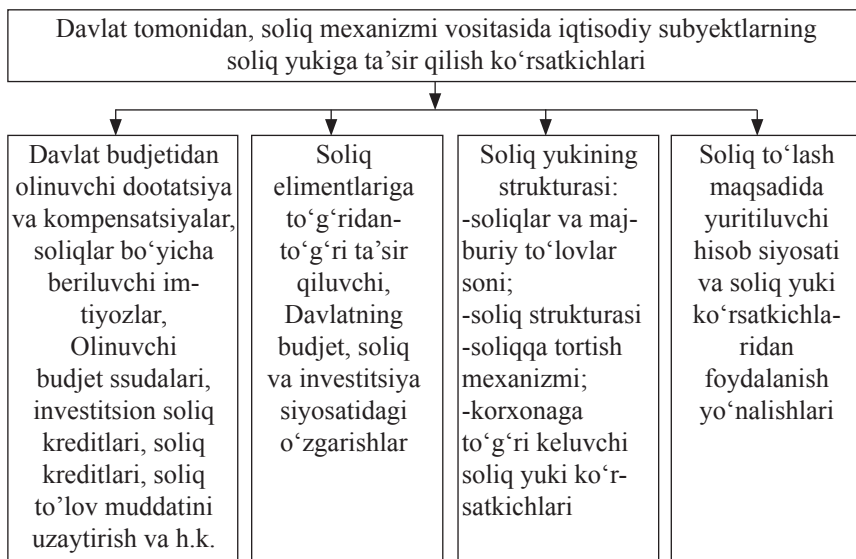 Davlat tomonidan, soliq mexanizmi vositasida iqtisodiy subyektlarning
soliq yukiga ta’sir qilish ko‘rsatkichlari
Davlat budjetidan
olinuvchi dootatsiya
va kompensatsiyalar,
soliqlar bo‘yicha
beriluvchi im-
tiyozlar,
Olinuvchi
budjet ssudalari,
investitsion soliq
kreditlari, soliq
kreditlari, soliq
to’lov muddatini
uzaytirish va h.k.
Soliq
elimentlariga
to‘g‘ridan-
to‘g‘ri ta’sir
qiluvchi,
Davlatning
budjet, soliq
va investitsiya
siyosatidagi
o‘zgarishlar
Soliq yukining
strukturasi:
-soliqlar va maj-
buriy to‘lovlar
soni;
-soliq strukturasi
-soliqqa tortish
mexanizmi;
-korxonaga
to‘g‘ri keluvchi
soliq yuki ko‘r-
satkichlari
Soliq to‘lash
maqsadida
yuritiluvchi
hisob siyosati
va soliq yuki
ko‘rsatkichla-
ridan
foydalanish
yo‘nalishlari